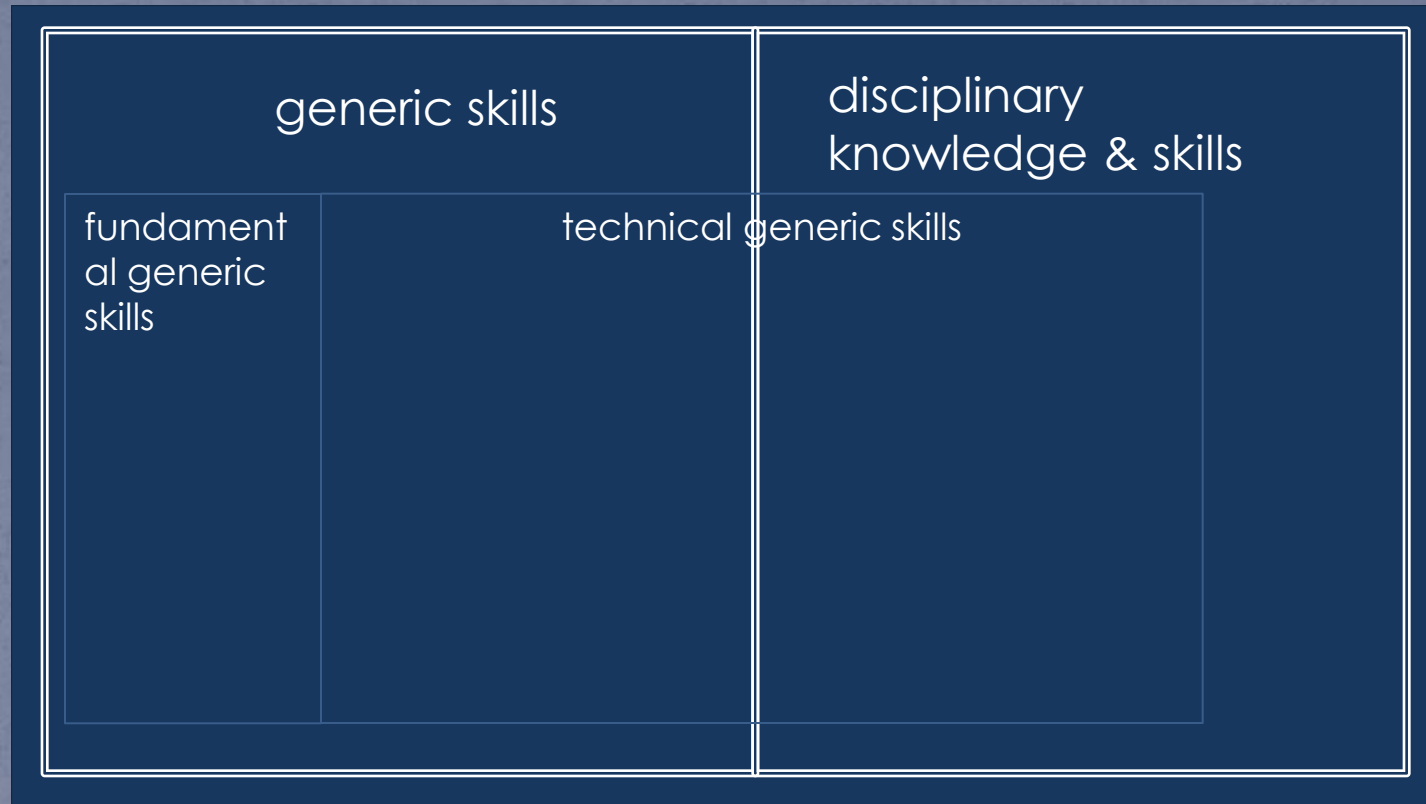 generic skills
disciplinary
knowledge & skills
fundament
al generic
skills
technical generic skills